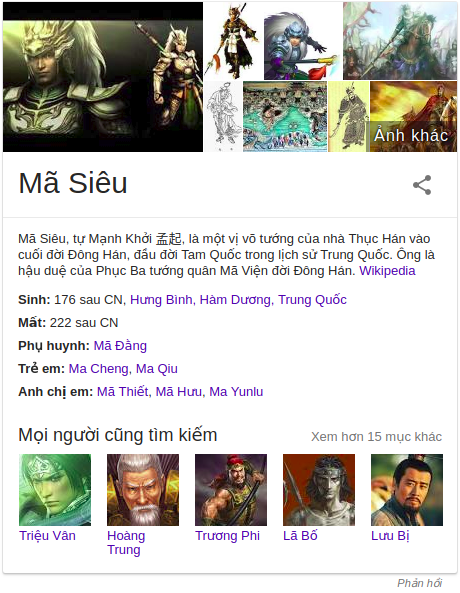 Ảnh khác
Mã Siêu
Mã Siêu, tự Mạnh Khởi 孟起, là một vị võ tướng của nhà Thục Hán vào
cuối đời Đông Hán, đầu đời Tam Quốc trong lịch sử Trung Quốc. Ông là
hậu duệ của Phục Ba tướng quân Mã Viện đời Đông Hán. Wikipedia
Sinh: 176 sau CN, Hưng Bình, Hàm Dương, Trung Quốc
Mất: 222 sau CN
Phụ huynh: Mã Đằng
Trẻ em: Ma Cheng, Ma Qiu
Anh chị em: Mã Thiết, Mã Hưu, Ma Yunlu
Mọi người cũng tìm kiếm
Xem hơn 15 mục khác
Triệu Vân
Hoàng
Trung
Trương Phi
Lã Bố
Lưu Bị
Phản hồi